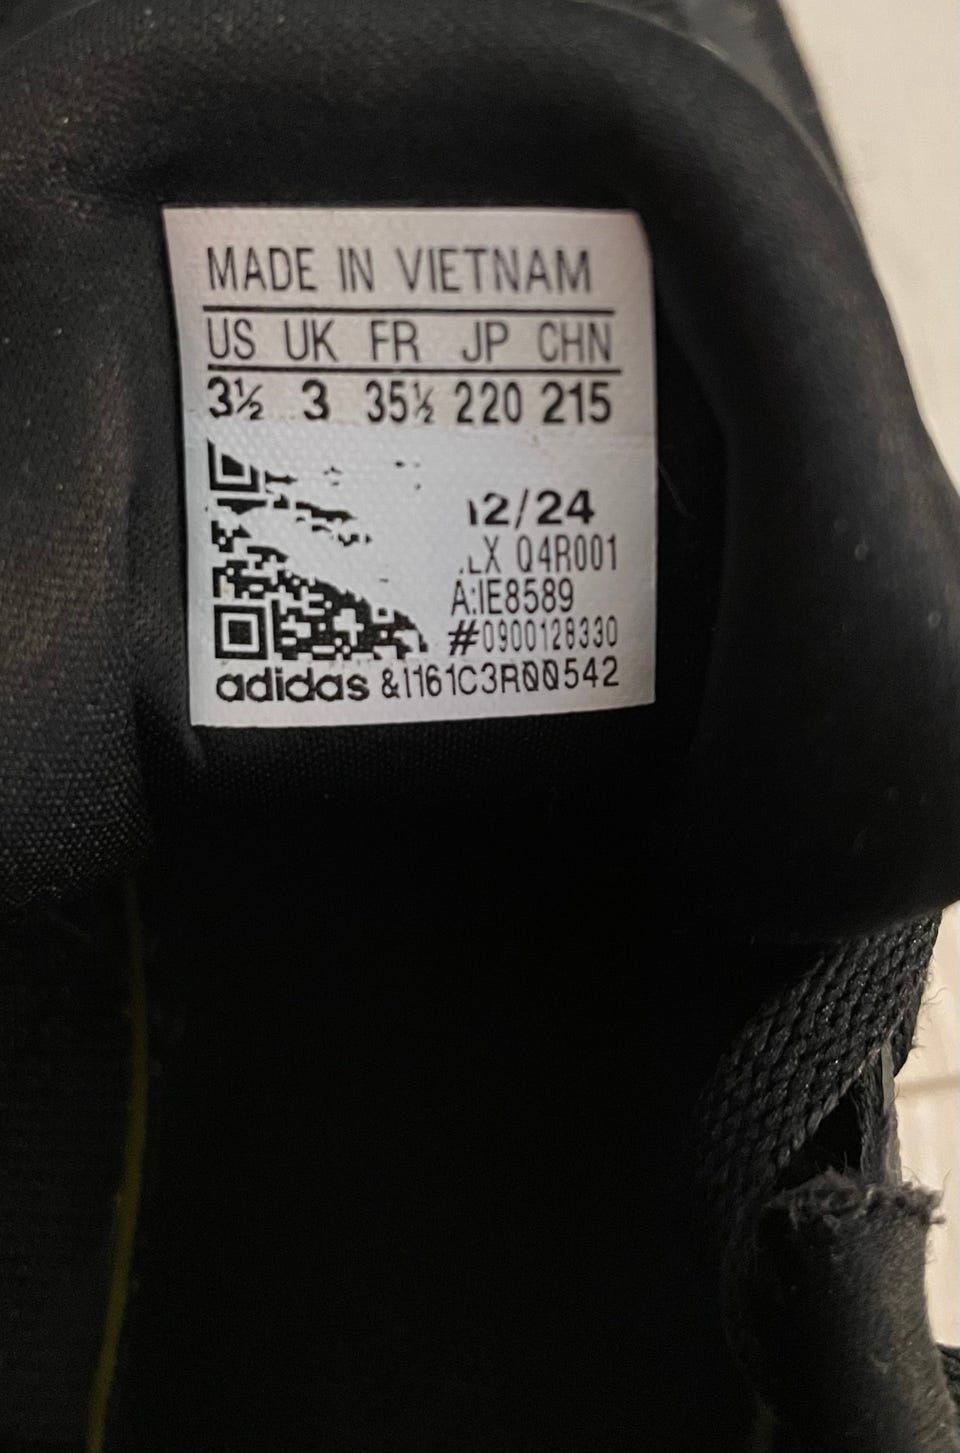 MADE IN VIETNAM
US UK FR JP CHN
3½ 3 35½ 220 215
12/24
Q4R001
A:IE8589
#0900128330
adidas &I161C3R00542